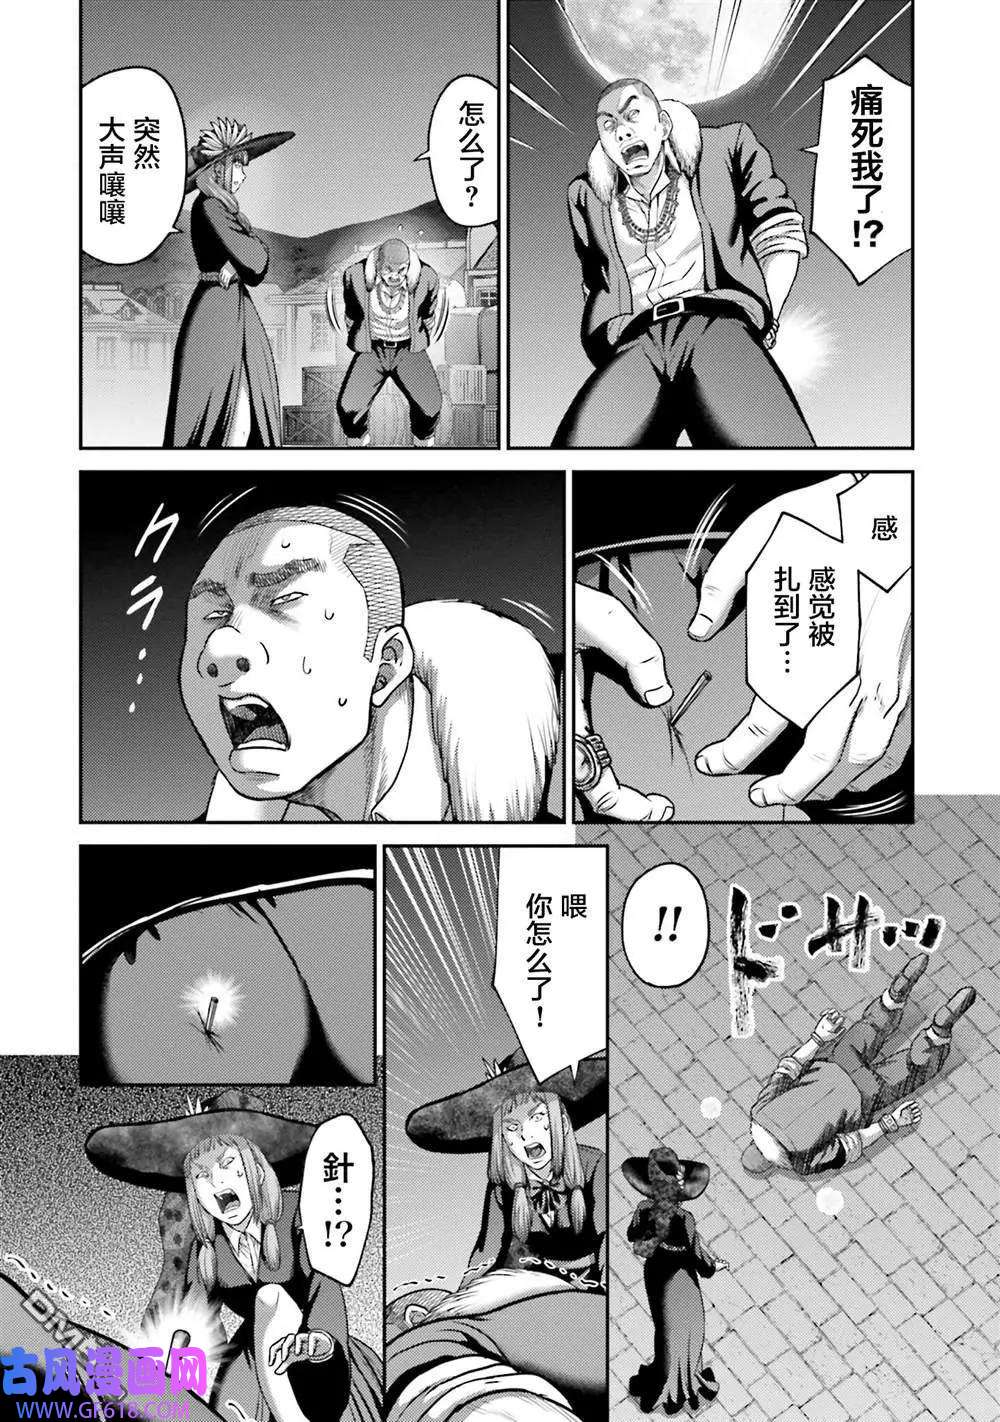 痛死我了!?
怎么了?
突然
大声嚷嚷
感
感觉被
扎到了…
クラ…
ドサッ
!!
喂
你怎么了!
針…!?
古风漫画网
WWW.GF618.COM